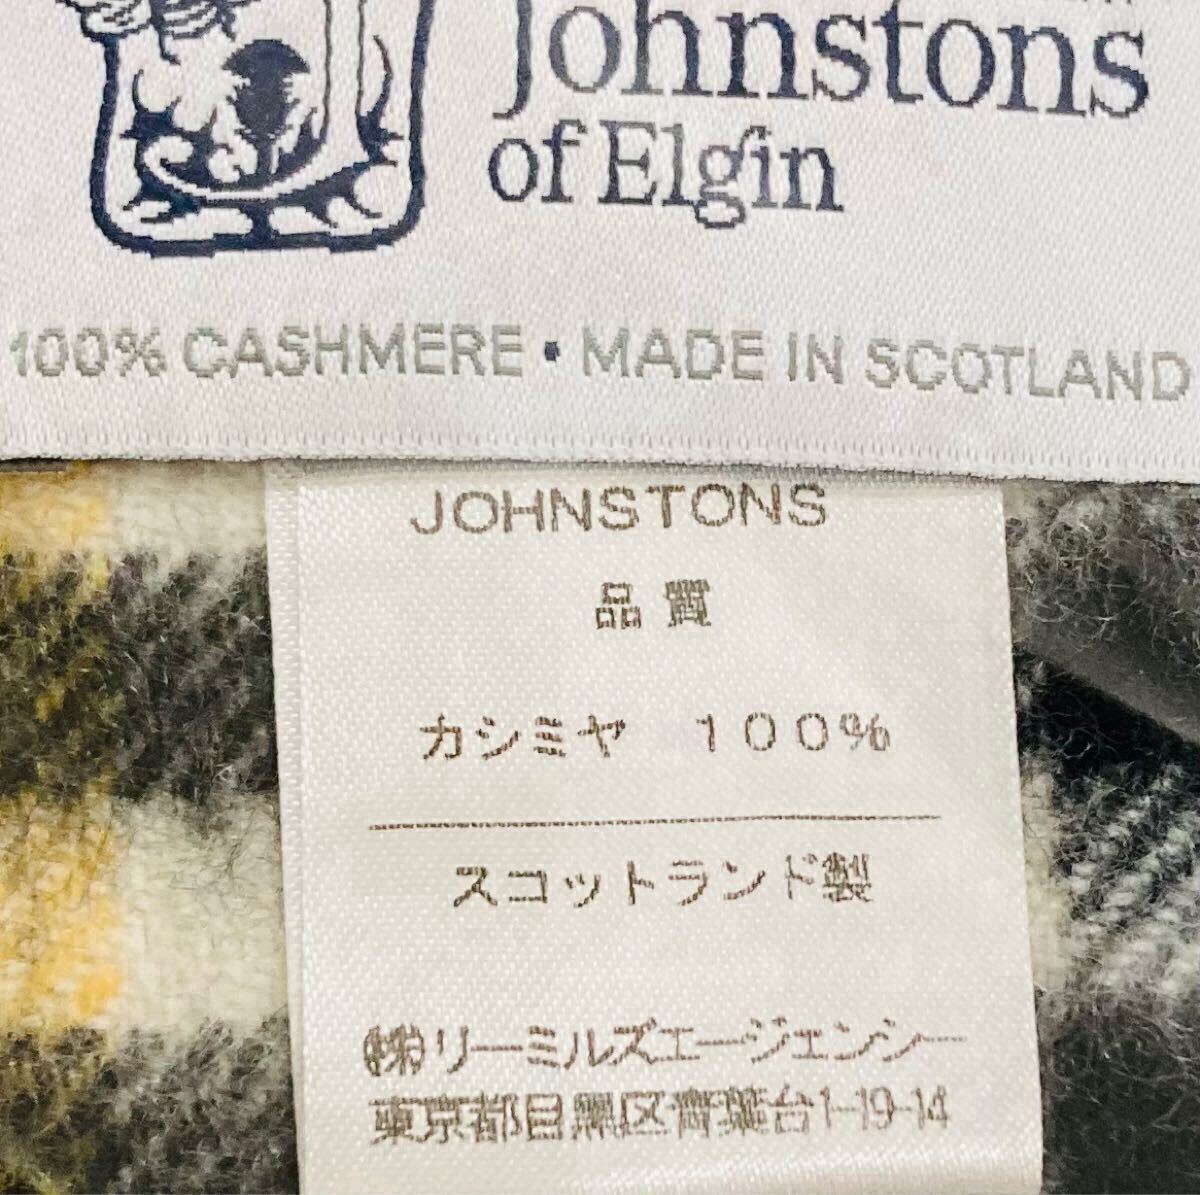 Johnstons
of Elgin
100% CASHMERE • MADE IN SCOTLAND
JOHNSTONS
品質
カシミヤ 100%
スコットランド製
㈱リーミルズエージェンシー
東京都目黒区青葉台1-19-14